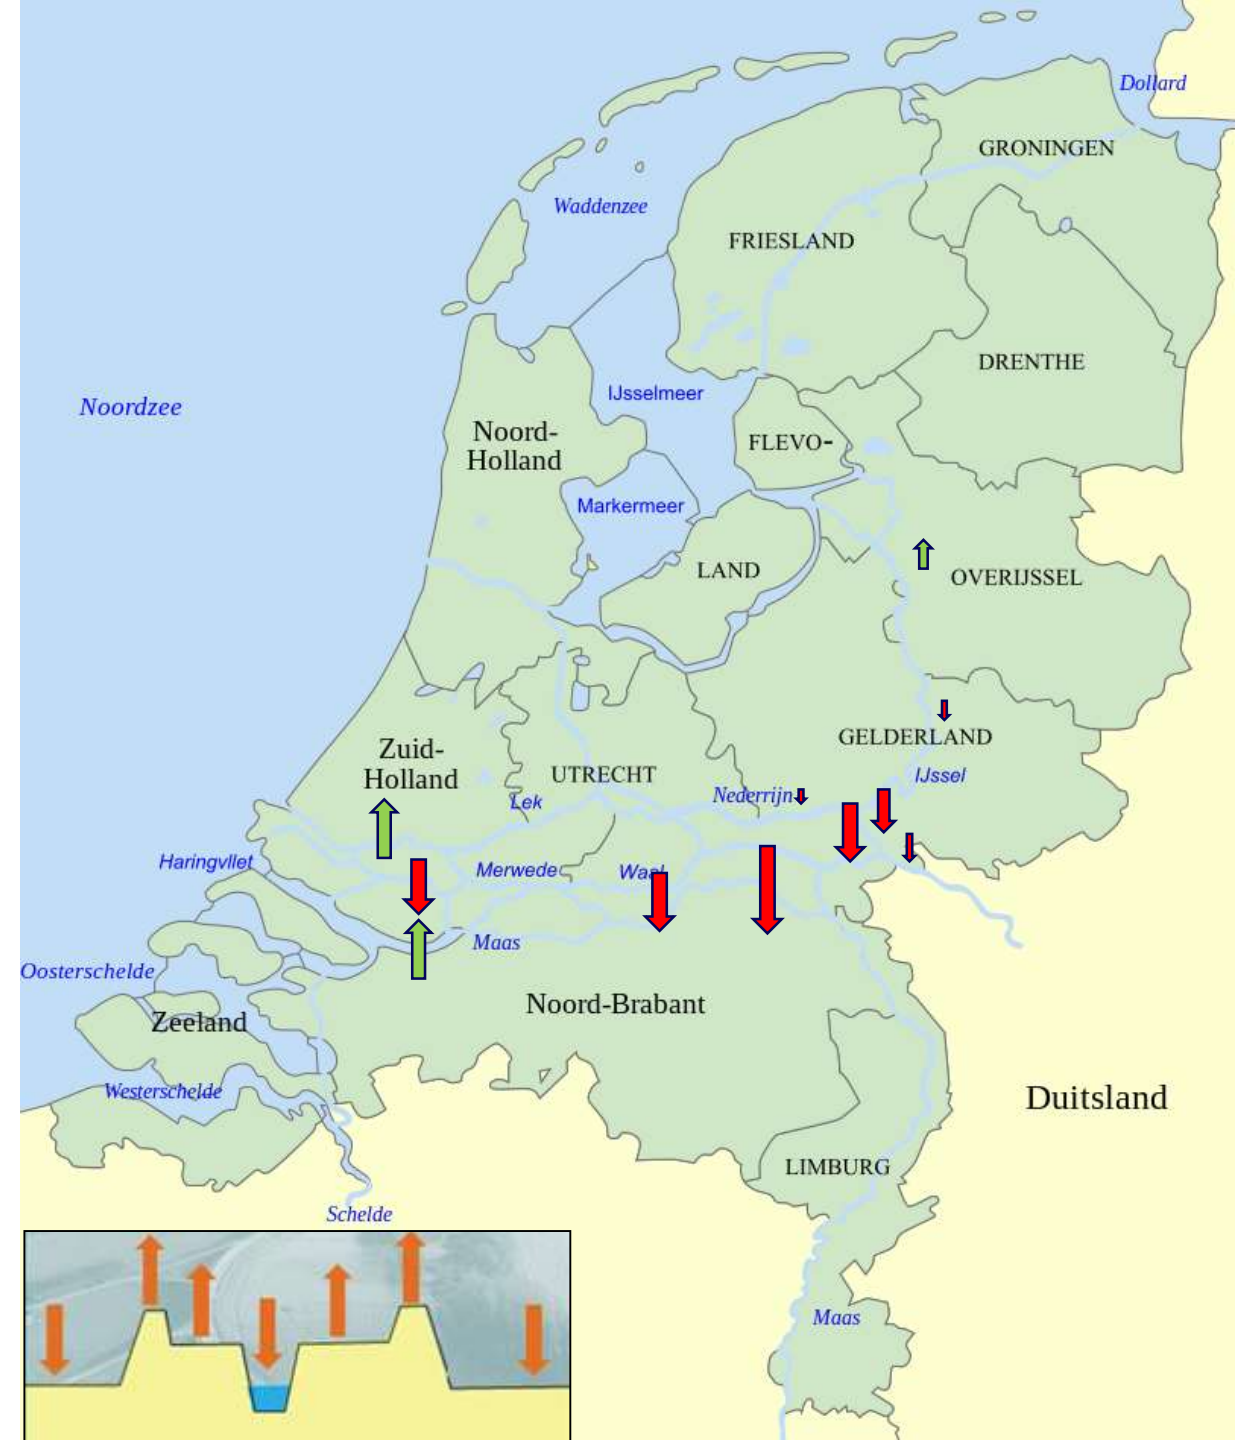 Dollard
GRONINGEN
Waddenzee
FRIESLAND
DRENTHE
IJsselmeer
Noordzee
Noord-
Holland
FLEVO-
Markermeer
LAND
OVERIJSSEL
GELDERLAND
Zuid-
Holland
UTRECHT
IJssel
Nederrijn
Lek
Haringvllet
Merwede
Waal
Maas
Oosterschelde
Noord-Brabant
Zeeland
Westerschelde
Duitsland
LIMBURG
Schelde
Maas